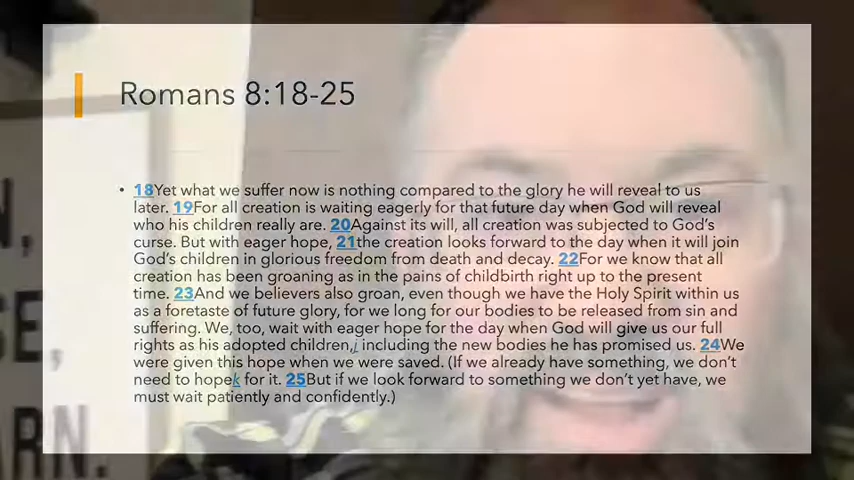 Romans 8:18-25
• 18Yet what we suffer now is nothing compared to the glory he will reveal to us
later. 19For all creation is waiting eagerly for that future day when God will reveal
who his children really are. 20Against its will, all creation was subjected to God's
curse. But with eager hope, 21the creation looks forward to the day when it will join
God's children in glorious freedom from death and decay. 22For we know that all
creation has been groaning as in the pains of childbirth right up to the present
time. 23And we believers also groan, even though we have the Holy Spirit within us
as a foretaste of future glory, for we long for our bodies to be released from sin and
suffering. We, too, wait with eager hope for the day when God will give us our full
rights as his adopted children,j including the new bodies he has promised us. 24We
were given this hope when we were saved. (If we already have something, we don't
need to hopek for it. 25But if we look forward to something we don't yet have, we
must wait patiently and confidently.)